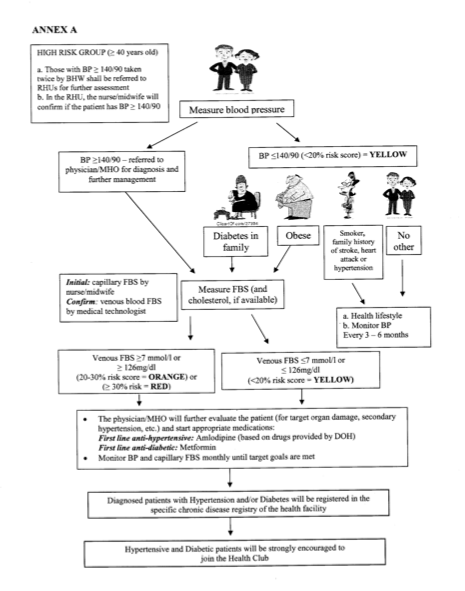 ANNEX A
HIGH RISK GROUP (≥ 40 years old)
a. Those with BP ≥ 140/90 taken
twice by BHW shall be referred to
RHUs for further assessment
b. In the RHU, the nurse/midwife will
confirm if the patient has BP ≥ 140/90
Measure blood pressure
BP ≥140/90 – referred to
physician/MHO for diagnosis and
further management
BP ≤140/90 (<20% risk score) = YELLOW
Diabetes in
family
Obese
Smoker,
family history
of stroke, heart
attack or
hypertension
No
other
Initial: capillary FBS by
nurse/midwife
Confirm: venous blood FBS
by medical technologist
Measure FBS (and
cholesterol, if available)
a. Health lifestyle
b. Monitor BP
Every 3 – 6 months
Venous FBS ≥7 mmol/l or
≥ 126mg/dl
(20-30% risk score = ORANGE) or
(≥ 30% risk = RED)
Venous FBS ≤7 mmol/l or
≤ 126mg/dl
(<20% risk score = YELLOW)
• The physician/MHO will further evaluate the patient (for target organ damage, secondary
hypertension, etc.) and start appropriate medications:
First line anti-hypertensive: Amlodipine (based on drugs provided by DOH)
First line anti-diabetic: Metformin
• Monitor BP and capillary FBS monthly until target goals are met
Diagnosed patients with Hypertension and/or Diabetes will be registered in the
specific chronic disease registry of the health facility
Hypertensive and Diabetic patients will be strongly encouraged to
join the Health Club